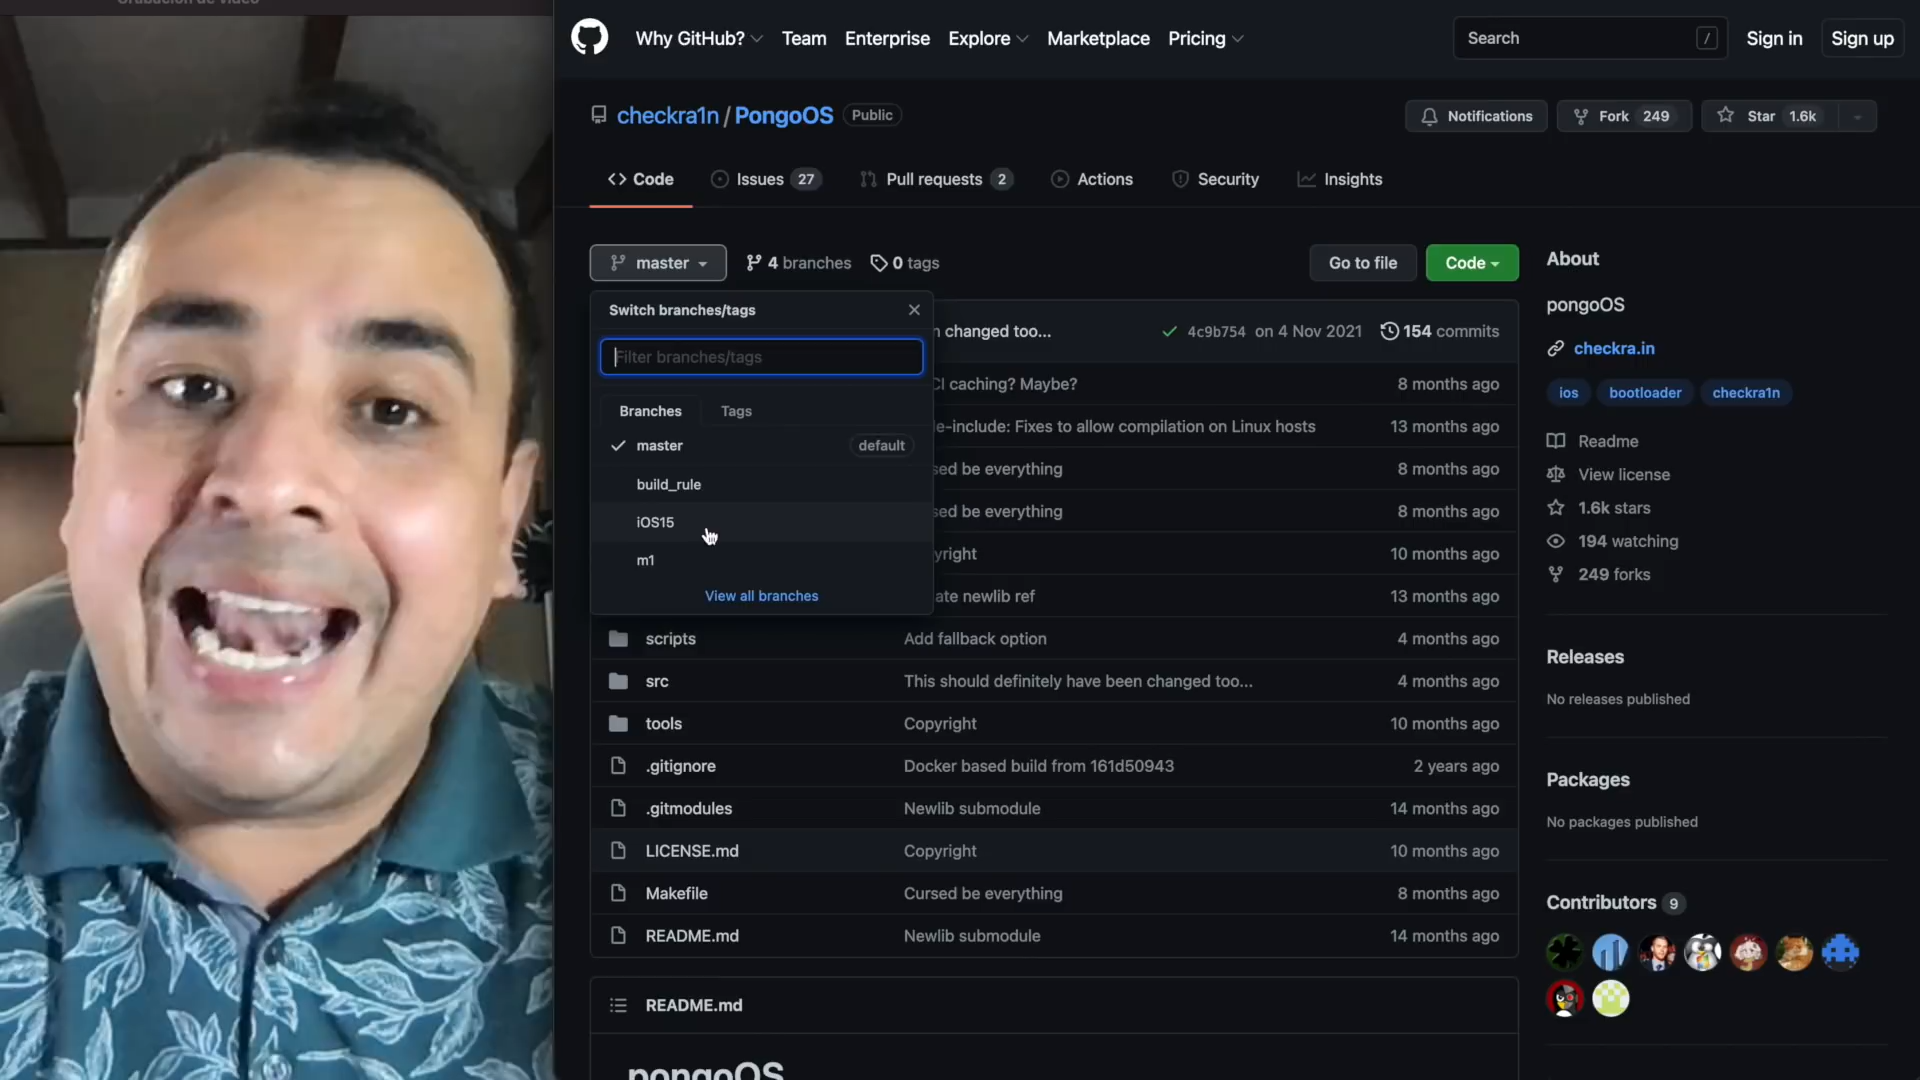 Grabación de video
Why GitHub? Team Enterprise Explore Marketplace Pricing
Search /
Sign in
Sign up
checkra1n / PongoOS Public
Notifications
Fork 249
Star 1.6k
Code Issues 27 Pull requests 2 Actions Security Insights
master 4 branches 0 tags
Go to file
Code
Switch branches/tags
Filter branches/tags
Branches Tags
master default
build_rule
iOS15
m1
View all branches
changed too... 4c9b754 on 4 Nov 2021 154 commits
CI caching? Maybe? 8 months ago
e-include: Fixes to allow compilation on Linux hosts 13 months ago
sed be everything 8 months ago
sed be everything 8 months ago
yright 10 months ago
ate newlib ref 13 months ago
scripts Add fallback option 4 months ago
src This should definitely have been changed too... 4 months ago
tools Copyright 10 months ago
.gitignore Docker based build from 161d50943 2 years ago
.gitmodules Newlib submodule 14 months ago
LICENSE.md Copyright 10 months ago
Makefile Cursed be everything 8 months ago
README.md Newlib submodule 14 months ago
README.md
pongoOS
About
pongoOS
checkra.in
ios bootloader checkra1n
Readme
View license
1.6k stars
194 watching
249 forks
Releases
No releases published
Packages
No packages published
Contributors 9